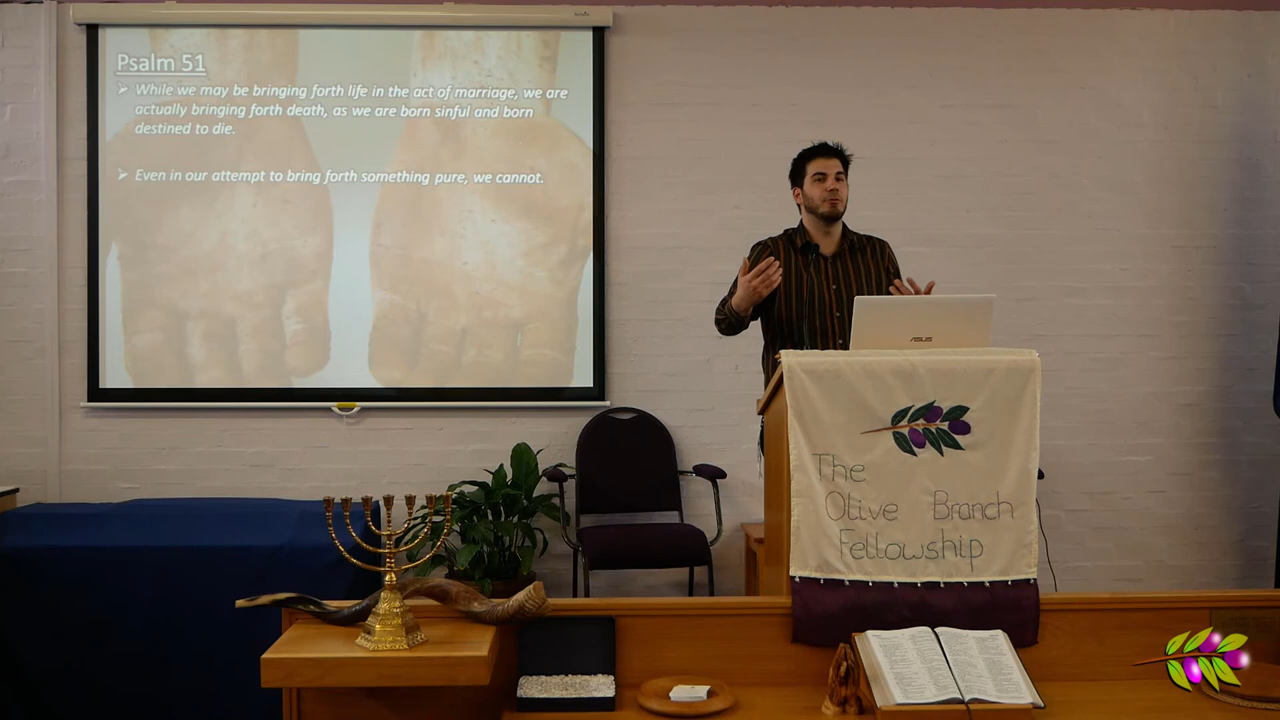 Psalm 51
➢ While we may be bringing forth life in the act of marriage, we are
actually bringing forth death, as we are born sinful and born
destined to die.
➢ Even in our attempt to bring forth something pure, we cannot.
ASUS
The
Olive Branch
Fellowship